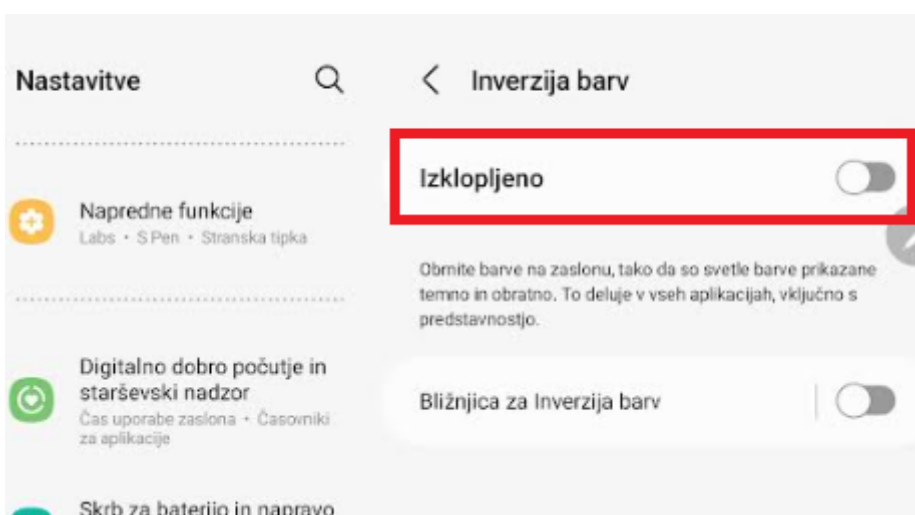 Nastavitve
Napredne funkcije
Labs • S Pen • Stranska tipka
Digitalno dobro počutje in
starševski nadzor
Čas uporabe zaslona • Časovniki
za aplikacije
Skrb za baterijo in napravo
Inverzija barv
Izklopljeno
Obrnite barve na zaslonu, tako da so svetle barve prikazane
temno in obratno. To deluje v vseh aplikacijah, vključno s
predstavnostjo.
Bližnjica za Inverzija barv